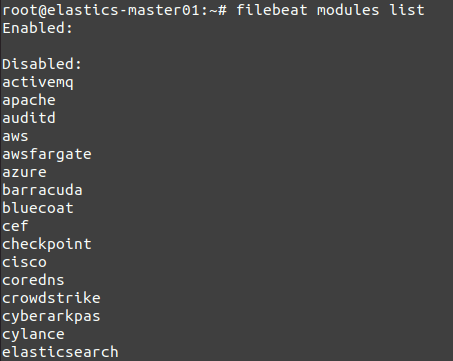 root@elastics-master01:~# filebeat modules list
Enabled:

Disabled:
activemq
apache
auditd
aws
awsfargate
azure
barracuda
bluecoat
cef
checkpoint
cisco
coredns
crowdstrike
cyberarkpas
cylance
elasticsearch